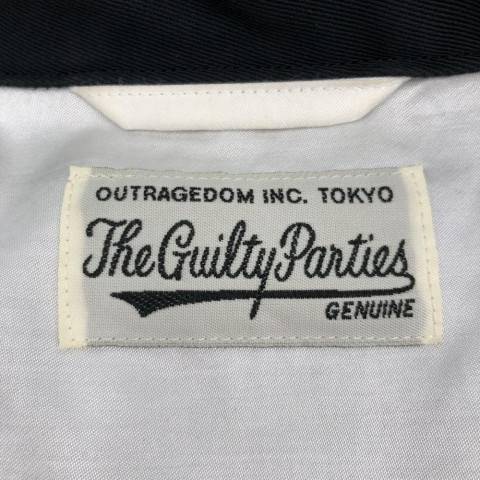 OUTRAGEDOM INC. TOKYO
The Guilty Parties
GENUINE